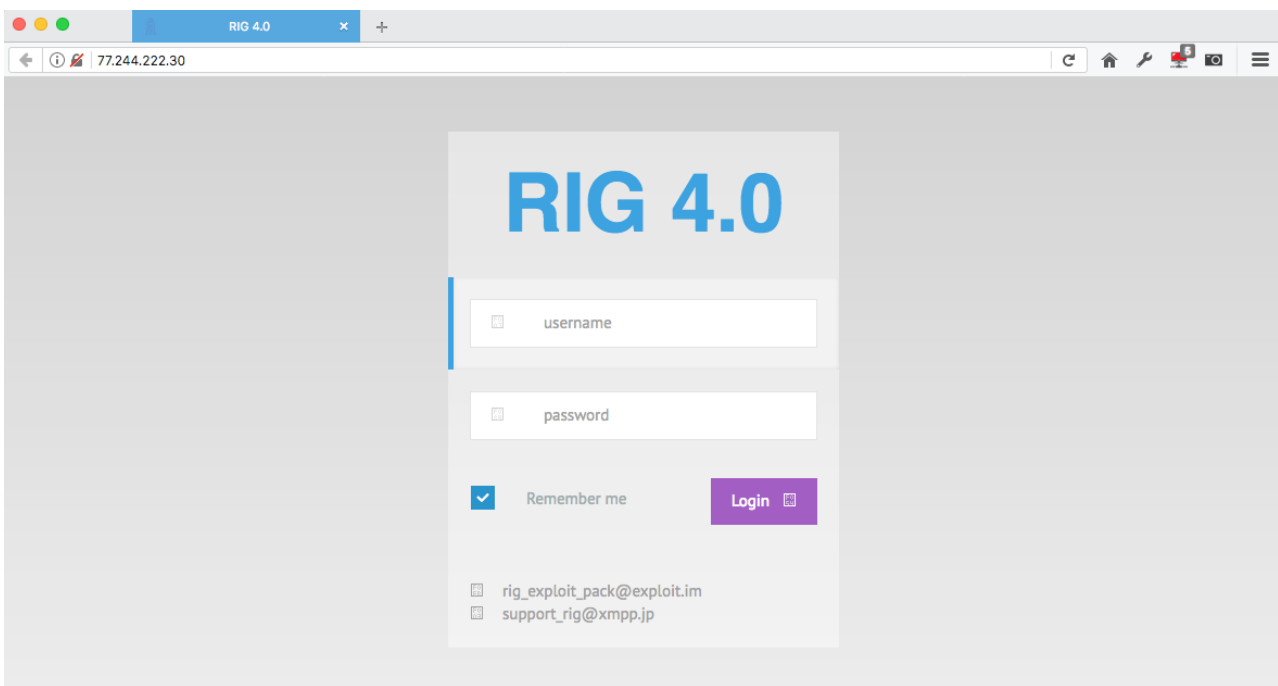 RIG 4.0
77.244.222.30
5
RIG 4.0
username
password
Remember me
Login
rig_exploit_pack@exploit.im
support_rig@xmpp.jp